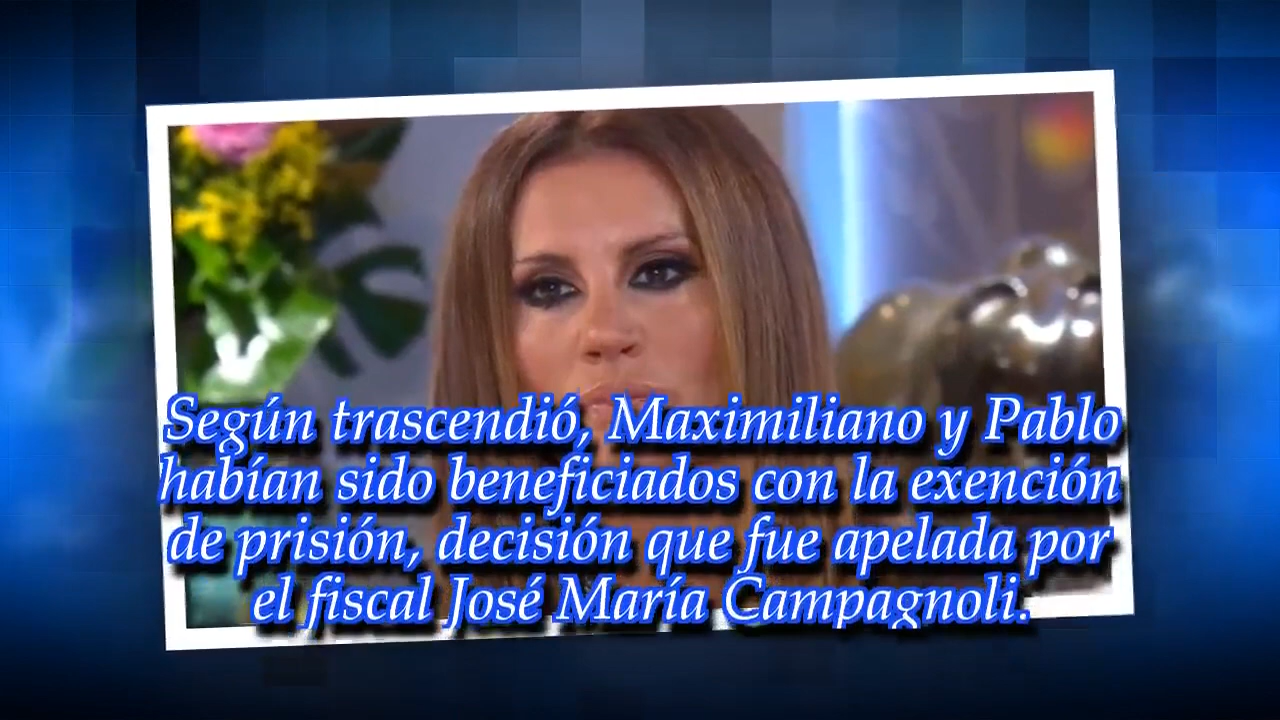 Según trascendió, Maximiliano y Pablo
habían sido beneficiados con la exención
de prisión, decisión que fue apelada por
el fiscal José María Campagnoli.